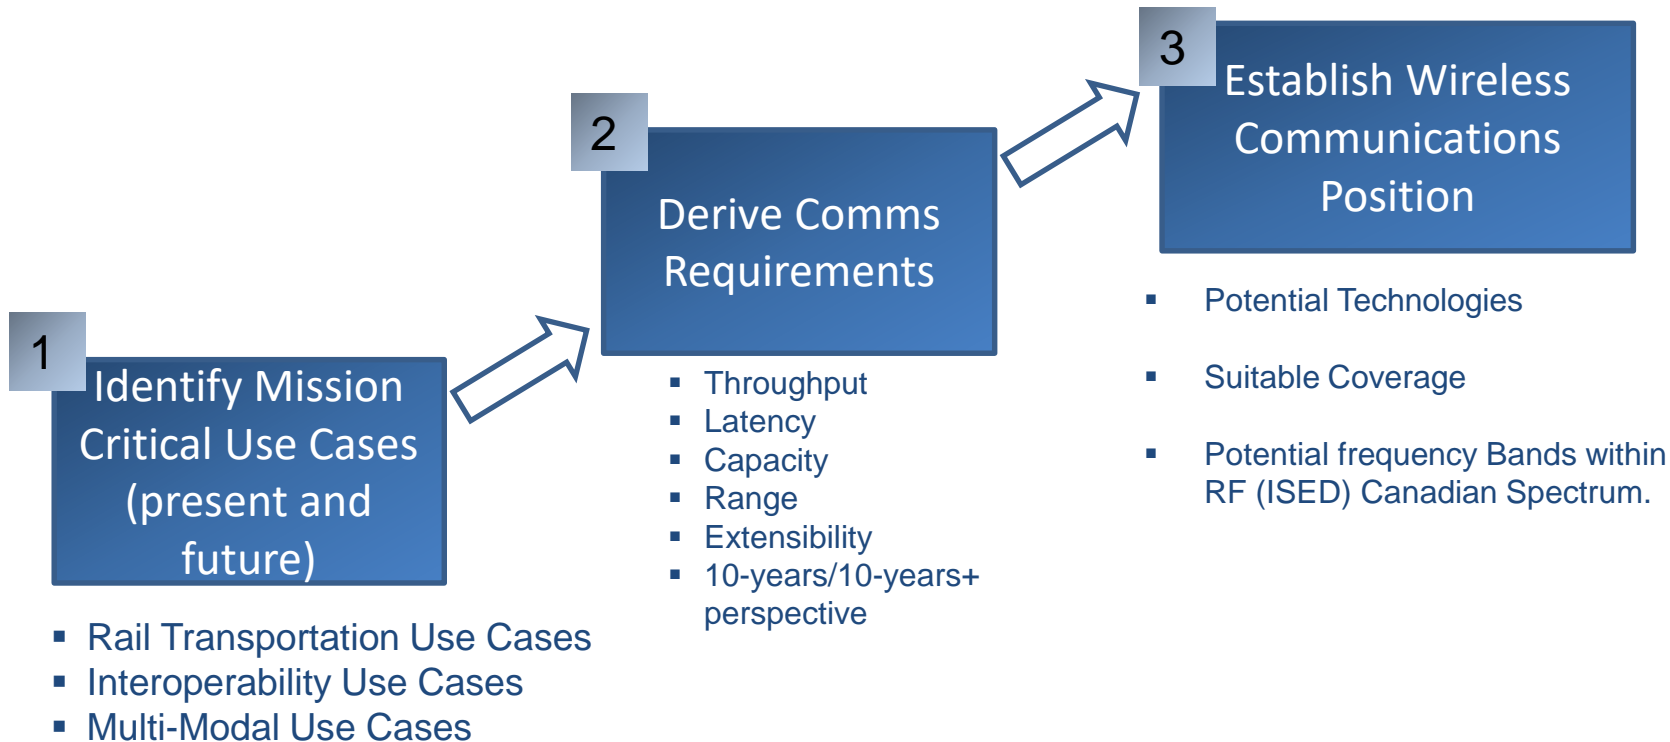 1
Identify Mission
Critical Use Cases
(present and
future)
▪ Rail Transportation Use Cases
▪ Interoperability Use Cases
▪ Multi-Modal Use Cases
2
Derive Comms
Requirements
▪ Throughput
▪ Latency
▪ Capacity
▪ Range
▪ Extensibility
▪ 10-years/10-years+
perspective
3
Establish Wireless
Communications
Position
▪ Potential Technologies
▪ Suitable Coverage
▪ Potential frequency Bands within
RF (ISED) Canadian Spectrum.